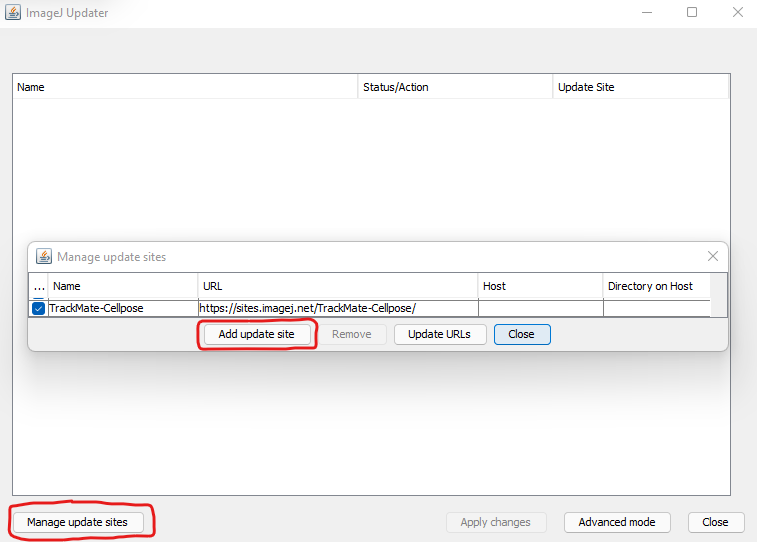 ImageJ Updater
Name Status/Action Update Site
Manage update sites
... Name URL Host Directory on Host
TrackMate-Cellpose https://sites.imagej.net/TrackMate-Cellpose/
Add update site Remove Update URLs Close
Manage update sites Apply changes Advanced mode Close